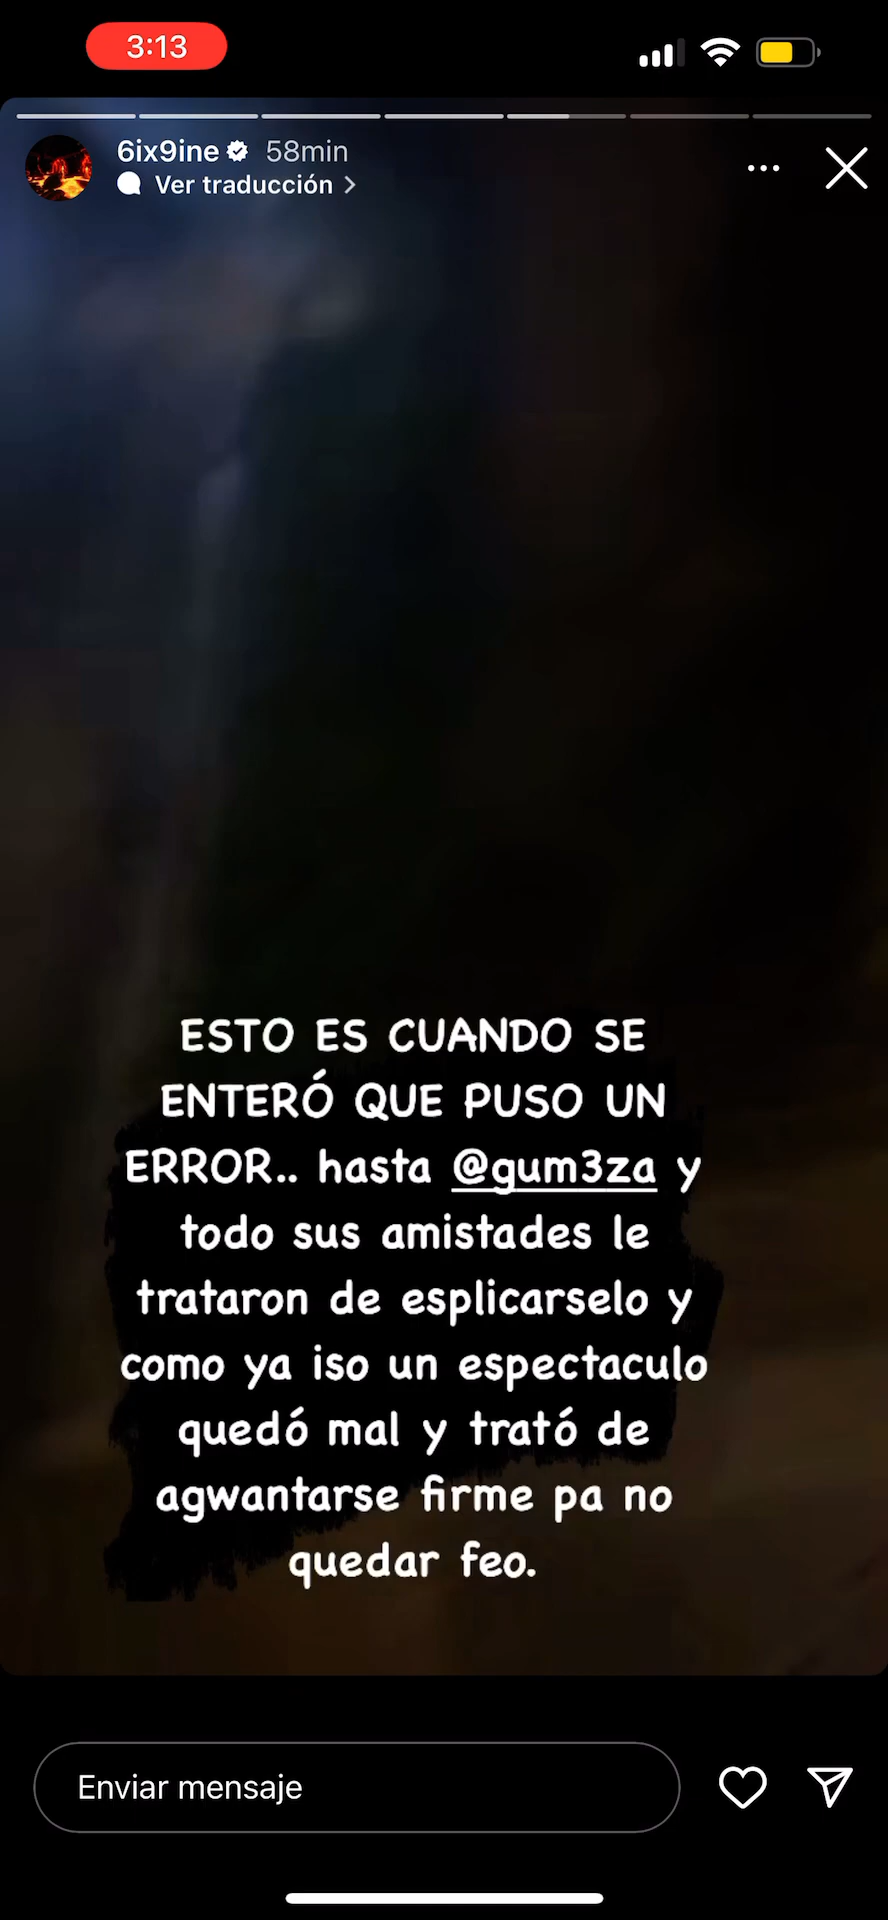 3:13
6ix9ine 58min
Ver traducción
ESTO ES CUANDO SE
ENTERÓ QUE PUSO UN
ERROR.. hasta @gum3za y
todo sus amistades le
trataron de esplicarselo y
como ya iso un espectaculo
quedó mal y trató de
agwantarse firme pa no
quedar feo.
Enviar mensaje